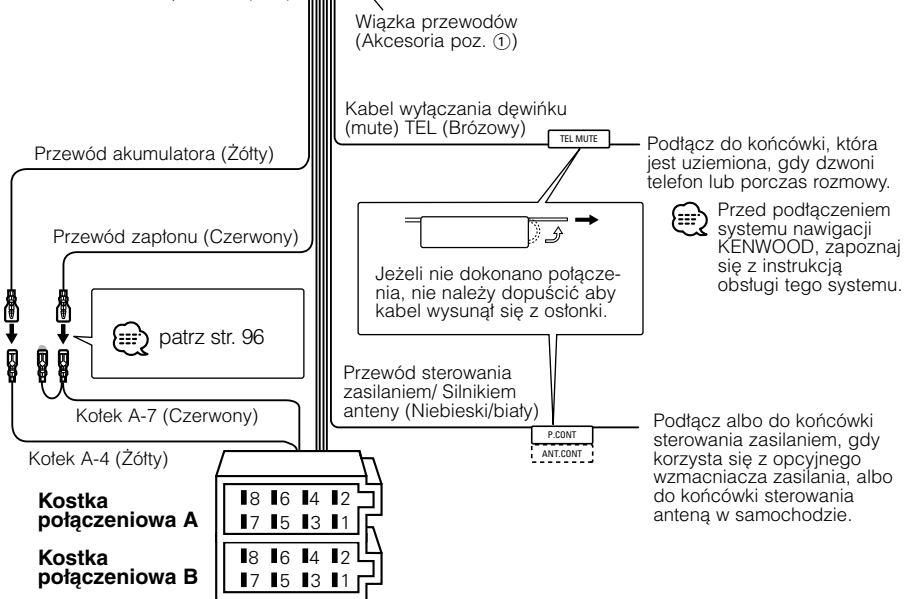 Wiązka przewodów
(Akcesoria poz. ①)
Kabel wyłączania dęwińku
(mute) TEL (Brózowy)
TEL MUTE
Podłącz do końcówki, która
jest uziemiona, gdy dzwoni
telefon lub porczas rozmowy.
Przed podłączeniem
systemu nawigacji
KENWOOD, zapoznaj
się z instrukcją
obsługi tego systemu.
Przewód akumulatora (Żółty)
Przewód zapłonu (Czerwony)
Jeżeli nie dokonano połącze-
nia, nie należy dopuścić aby
kabel wysunął się z osłonki.
patrz str. 96
Przewód sterowania
zasilaniem/ Silnikiem
anteny (Niebieski/biały)
P.CONT
ANT.CONT
Podłącz albo do końcówki
sterowania zasilaniem, gdy
korzysta się z opcyjnego
wzmacniacza zasilania, albo
do końcówki sterowania
anteną w samochodzie.
Kołek A-7 (Czerwony)
Kołek A-4 (Żółty)
Kostka
połączeniowa A
8 6 4 2
7 5 3 1
Kostka
połączeniowa B
8 6 4 2
7 5 3 1